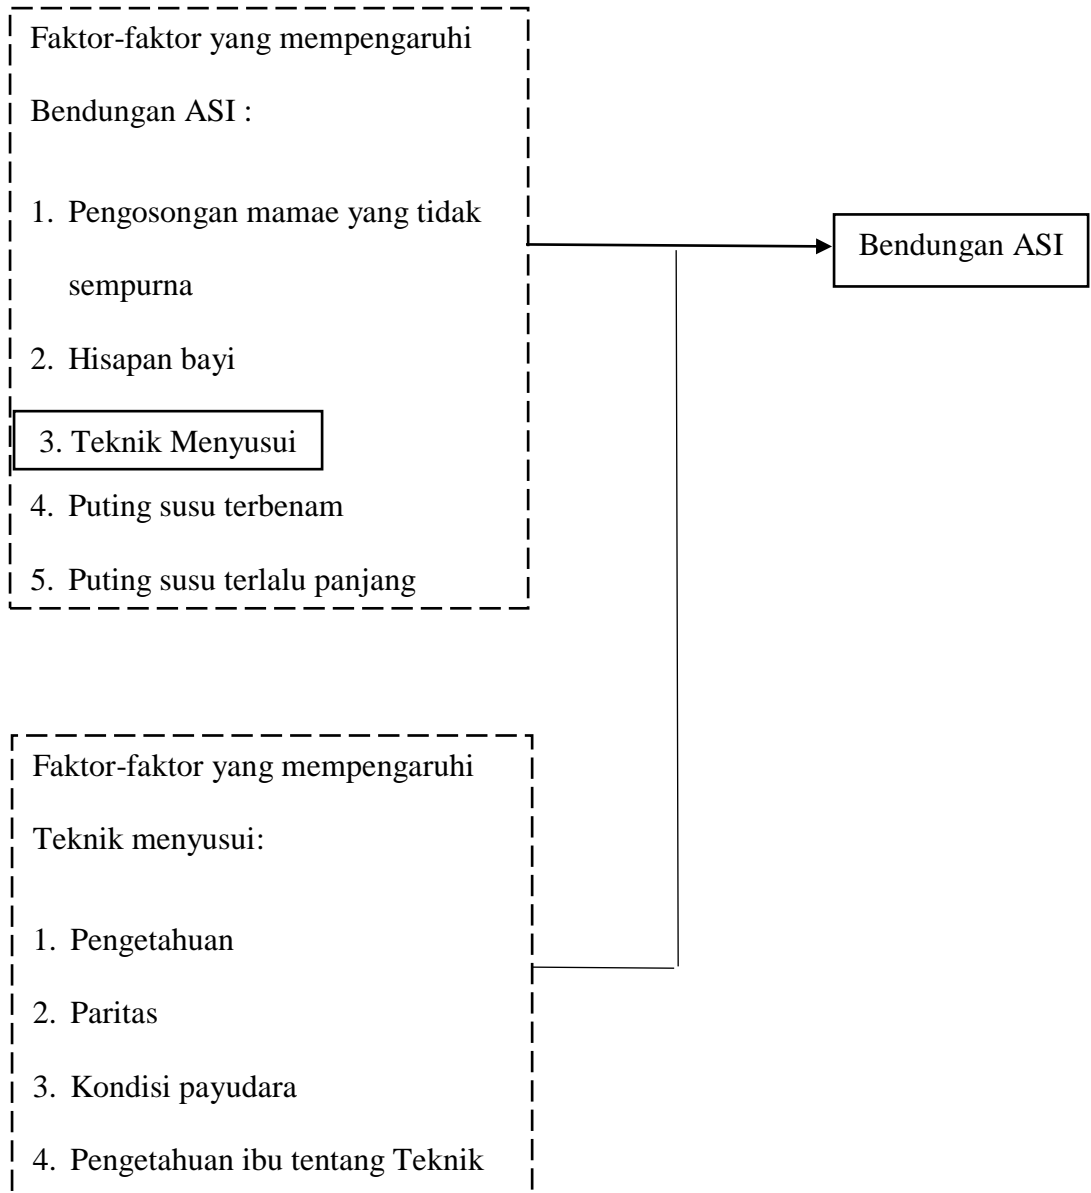 Faktor-faktor yang mempengaruhi
Bendungan ASI :
1. Pengosongan mamae yang tidak
sempurna
2. Hisapan bayi
3. Teknik Menyusui
4. Puting susu terbenam
5. Puting susu terlalu panjang
Bendungan ASI
Faktor-faktor yang mempengaruhi
Teknik menyusui:
1. Pengetahuan
2. Paritas
3. Kondisi payudara
4. Pengetahuan ibu tentang Teknik